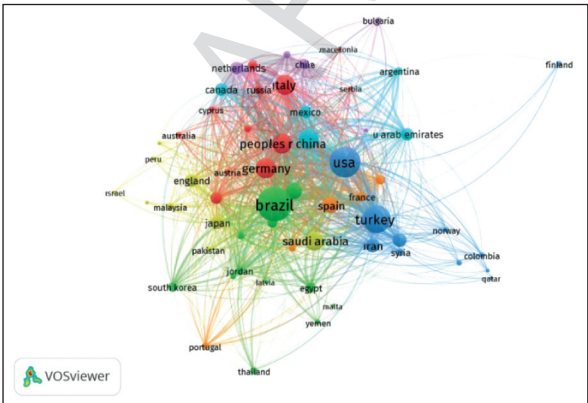 bulgaria
macedonia
finland
netherlands
chile
argentina
canada
russia
italy
serbia
cyprus
mexico
australia
u arab emirates
peoples r china
peru
usa
austria
germany
england
israel
malaysia
brazil
spain
france
japan
turkey
norway
saudi arabia
iran
syria
colombia
pakistan
jordan
latvia
qatar
south korea
egypt
malta
yemen
portugal
thailand
VOSviewer